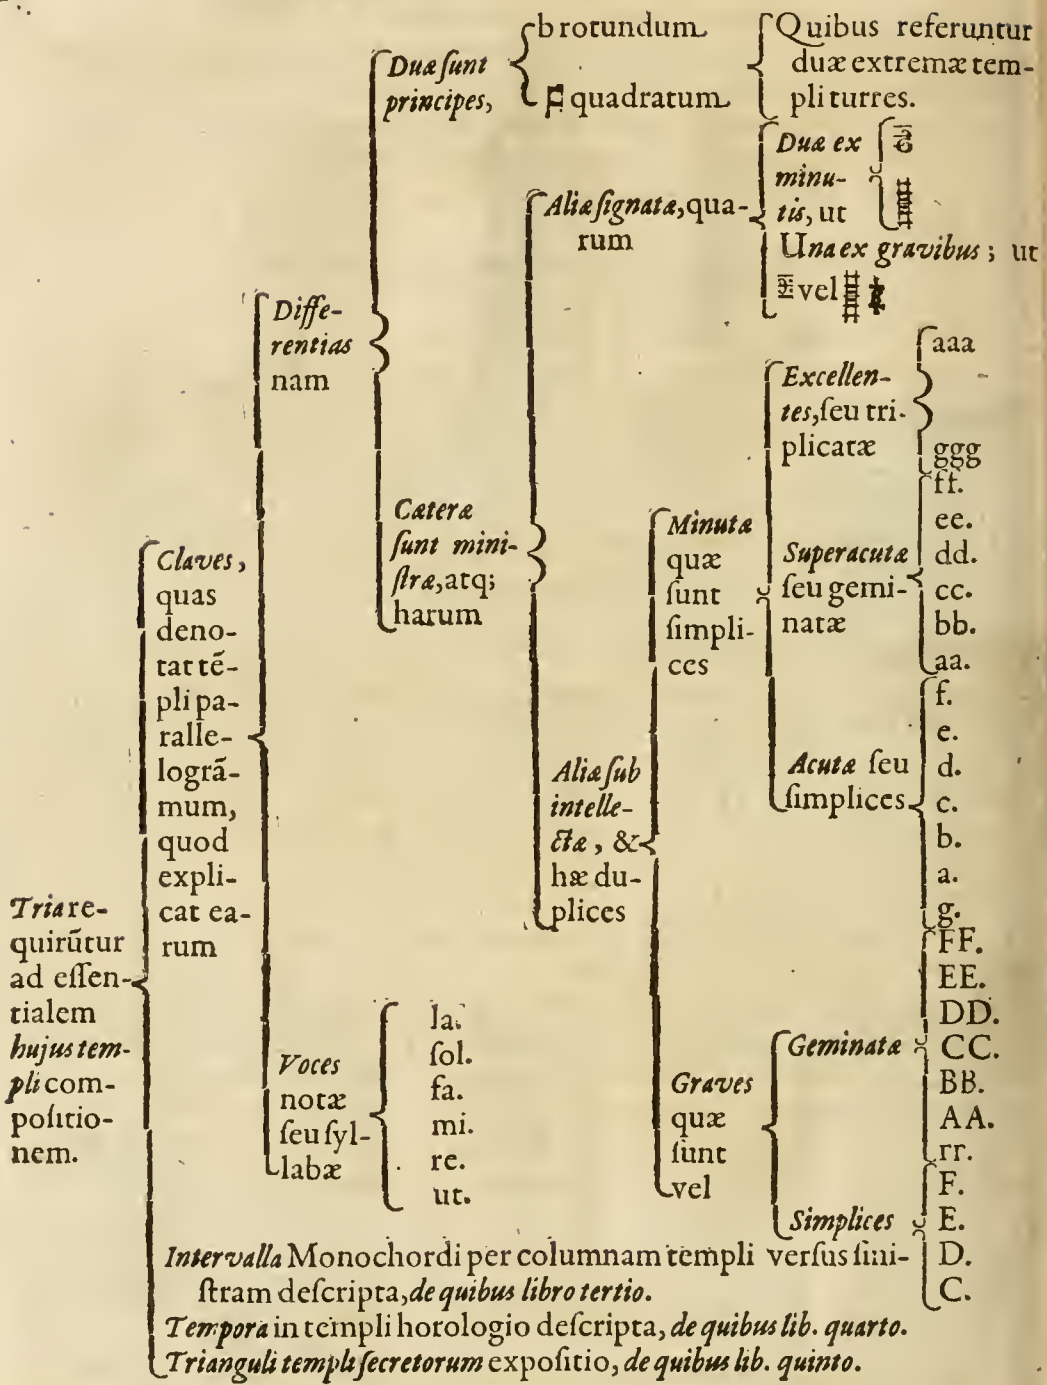 Tria re-
quirũtur
ad essen-
tialem
hujus tem-
pli com-
positio-
nem.
Claves,
quas
deno-
tat tẽ-
pli pa-
ralle-
logrã-
mum,
quod
expli-
cat ea-
rum
Diffe-
rentias
nam
Duæ sunt
principes,
b rotundum
♮ quadratum
Quibus referuntur
duæ extremæ tem-
pli turres.
Cæteræ
sunt mini-
stræ, atq;
harum
Aliæ signatæ, qua-
rum
Duæ ex
minu-
tis, ut
Una ex gravibus; ut
vel
Aliæ sub
intelle-
ctæ, &
hæ du-
plices
Minutæ
quæ
sunt
simpli-
ces
Excellen-
tes, seu tri-
plicatæ
aaa
ggg
Superacutæ
seu gemi-
natæ
ff.
ee.
dd.
cc.
bb.
aa.
Acutæ seu
simplices
f.
e.
d.
c.
b.
a.
g.
Graves
quæ
sunt
vel
Geminatæ
FF.
EE.
DD.
CC.
BB.
AA.
rr.
Simplices
F.
E.
D.
C.
Voces
notæ
seu syl-
labæ
la.
sol.
fa.
mi.
re.
ut.
Intervalla Monochordi per columnam templi versus sini-
stram descripta, de quibus libro tertio.
Tempora in templi horologio descripta, de quibus lib. quarto.
Trianguli templi secretorum expositio, de quibus lib. quinto.